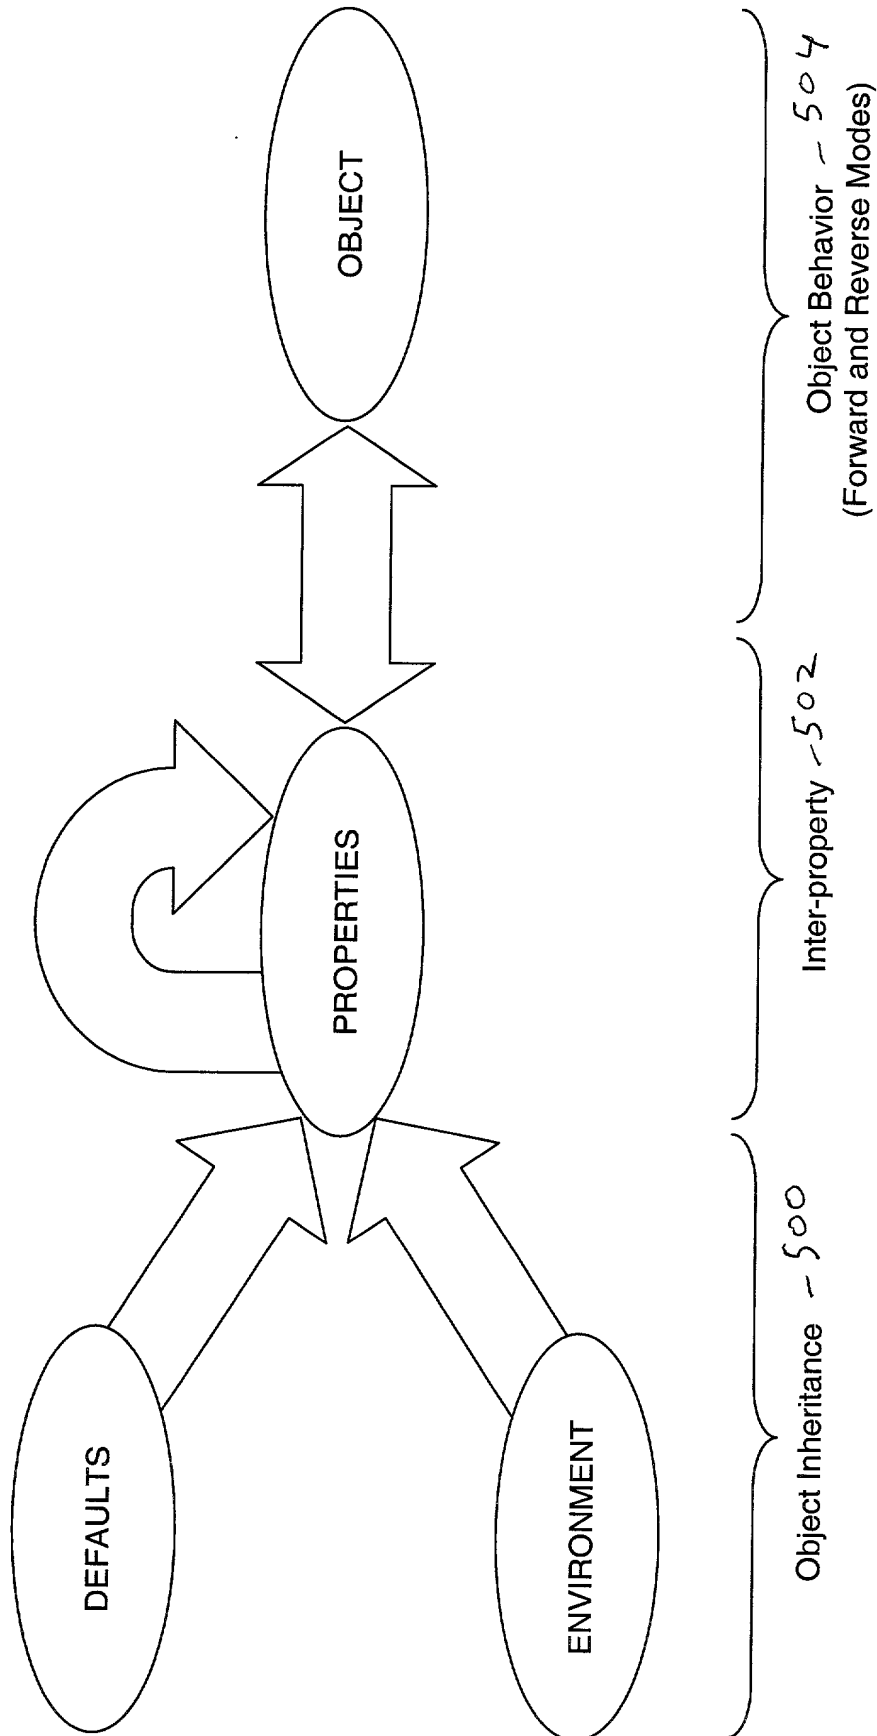 DEFAULTS
ENVIRONMENT
PROPERTIES
OBJECT
Object Inheritance - 500
Inter-property - 502
Object Behavior - 504
(Forward and Reverse Modes)